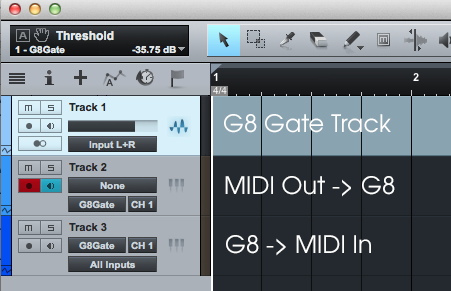 A Threshold
1 - G8Gate -35.75 dB
1 2
4/4
M S Track 1
Input L+R
G8 Gate Track
M S Track 2
None
G8Gate CH 1
MIDI Out -> G8
M S Track 3
G8Gate CH 1
All Inputs
G8 -> MIDI In